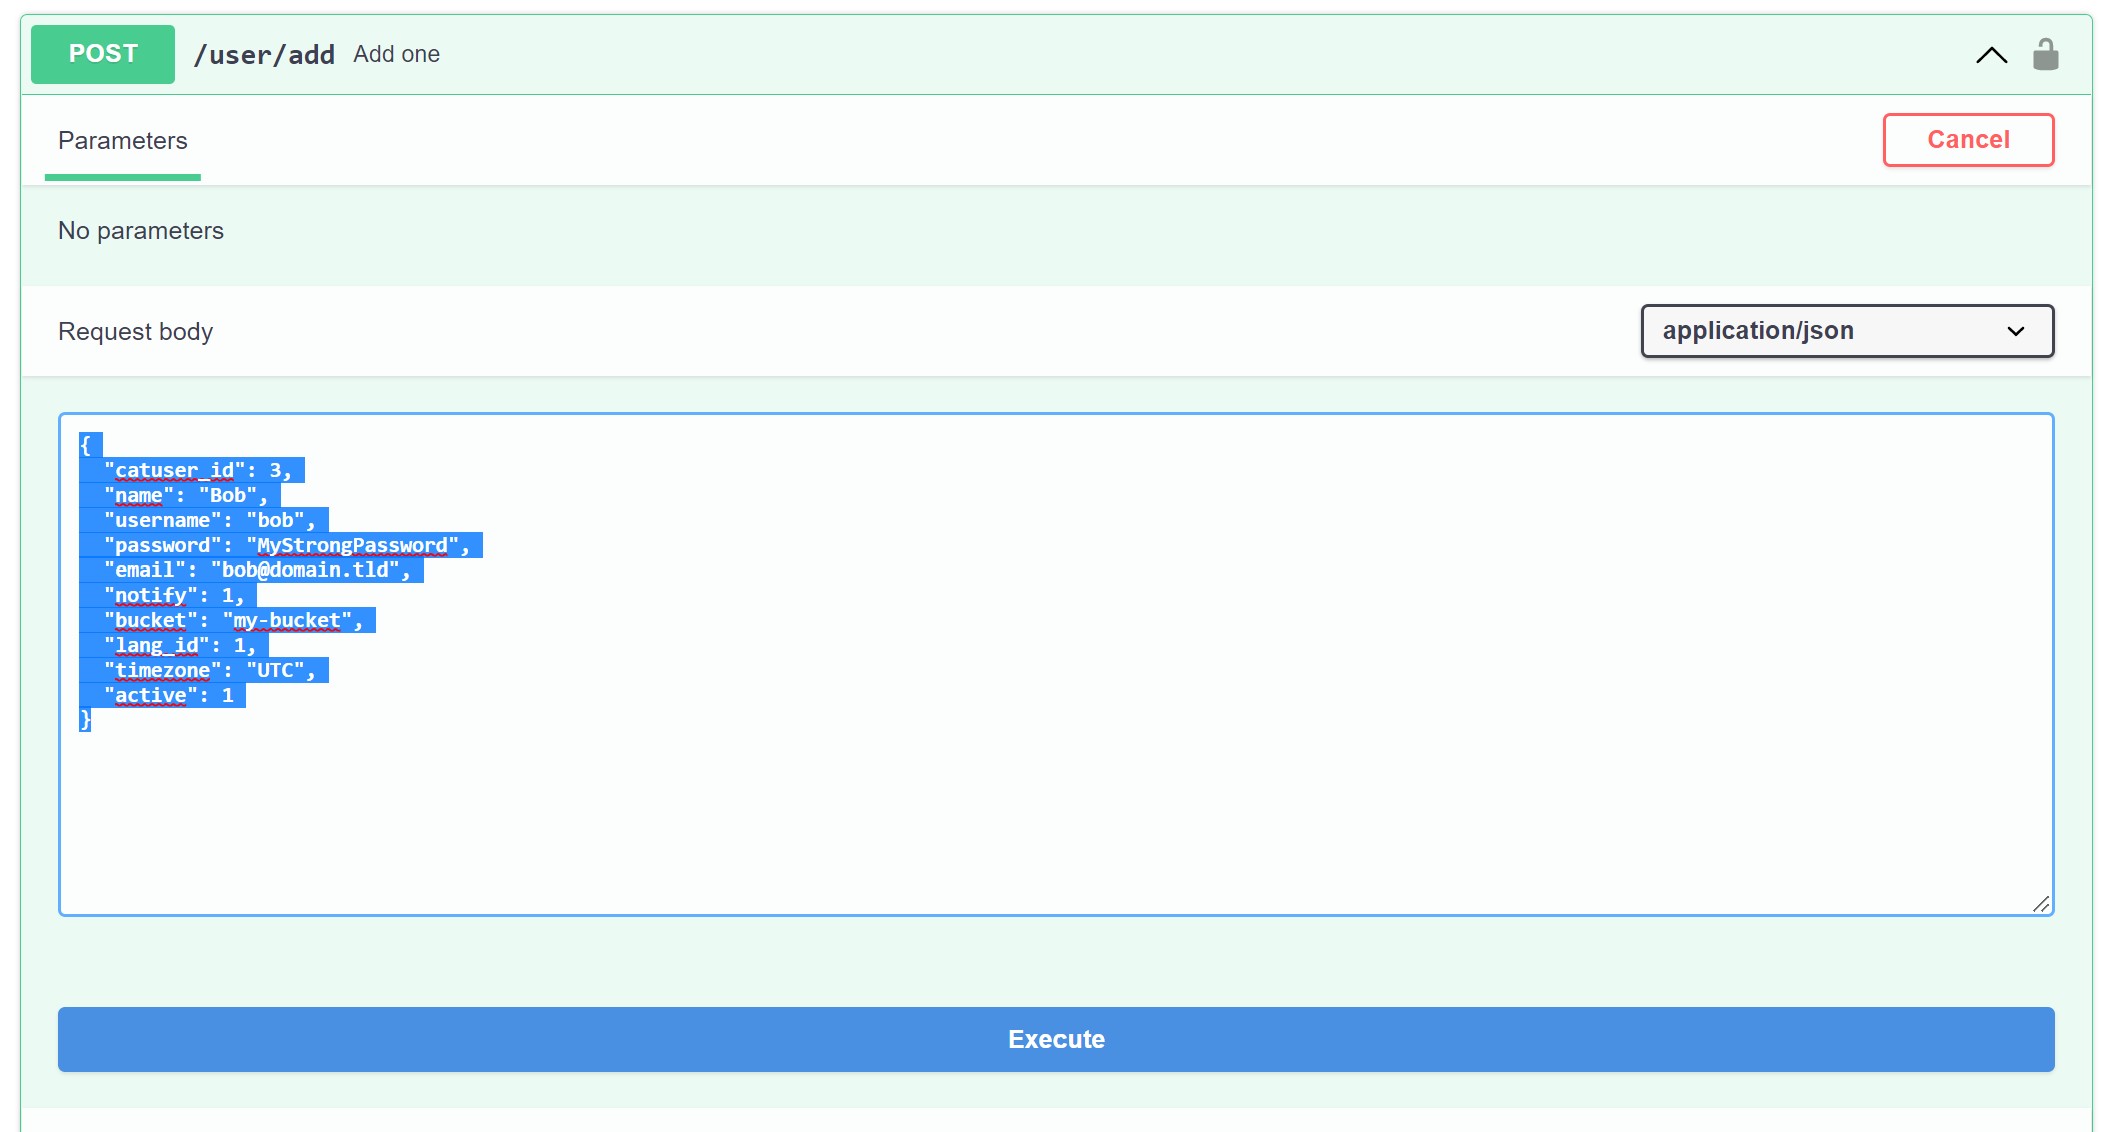 POST /user/add Add one
Parameters
Cancel
No parameters
Request body
application/json
{
  "catuser_id": 3,
  "name": "Bob",
  "username": "bob",
  "password": "MyStrongPassword",
  "email": "bob@domain.tld",
  "notify": 1,
  "bucket": "my-bucket",
  "lang_id": 1,
  "timezone": "UTC",
  "active": 1
}
Execute